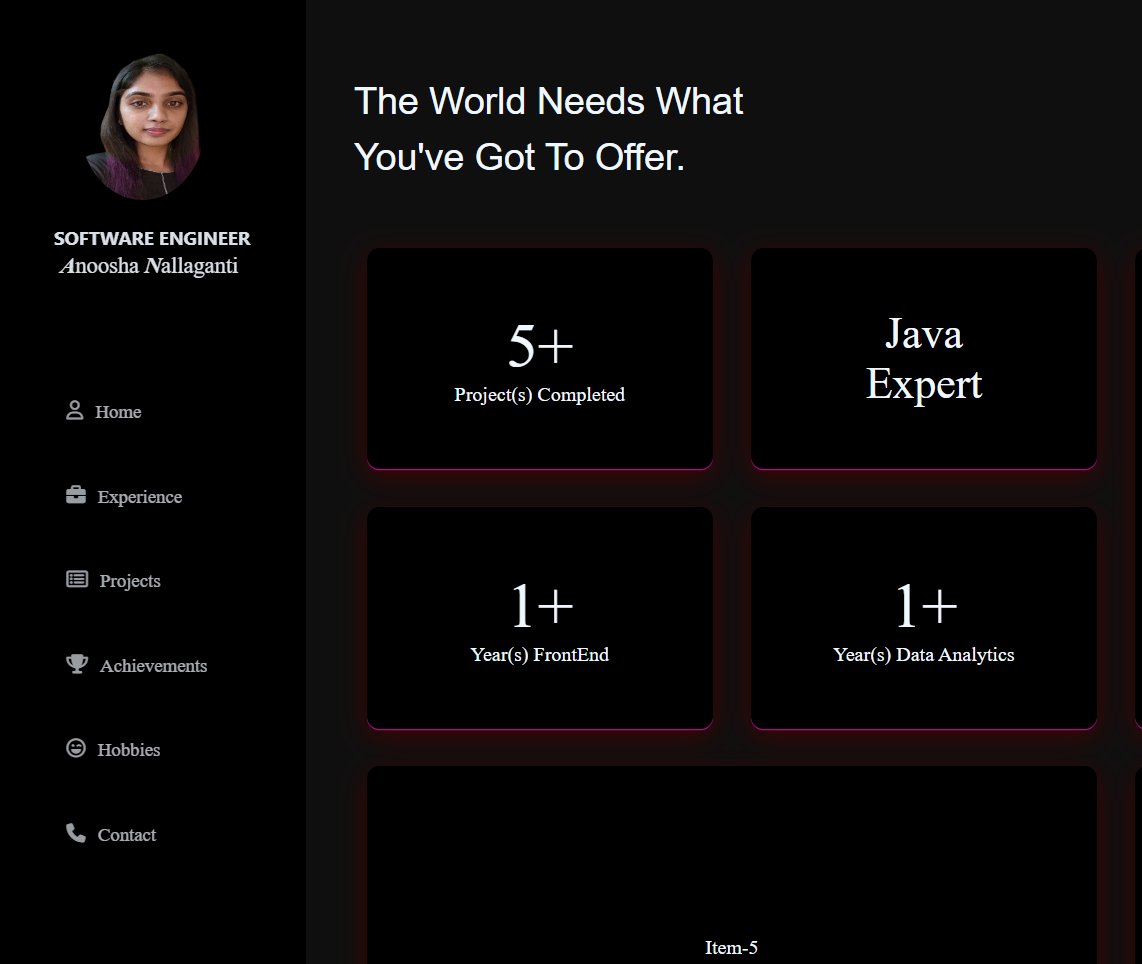 SOFTWARE ENGINEER
Anoosha Nallaganti
Home
Experience
Projects
Achievements
Hobbies
Contact
The World Needs What
You've Got To Offer.
5+
Project(s) Completed
Java
Expert
1+
Year(s) FrontEnd
1+
Year(s) Data Analytics
Item-5